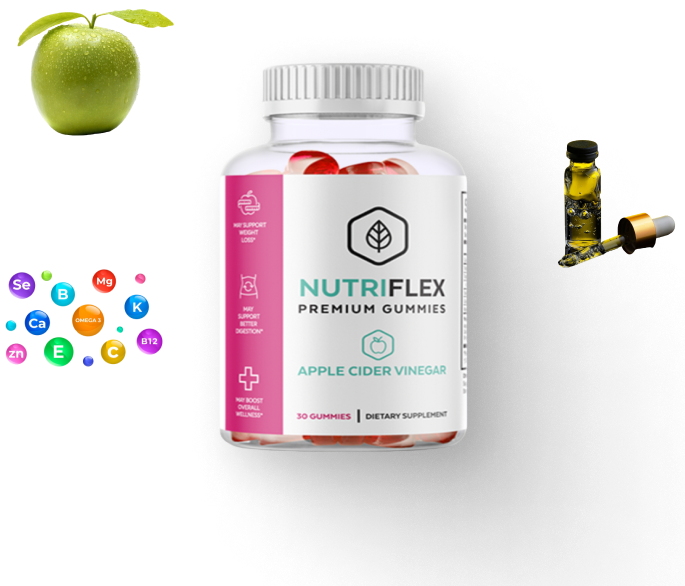 MAY SUPPORT
WEIGHT
LOSS*
MAY
SUPPORT
BETTER
DIGESTION*
MAY BOOST
OVERALL
WELLNESS*
NUTRIFLEX
PREMIUM GUMMIES
APPLE CIDER VINEGAR
30 GUMMIES | DIETARY SUPPLEMENT
Se
B
Mg
Ca
OMEGA 3
K
zn
E
C
B12